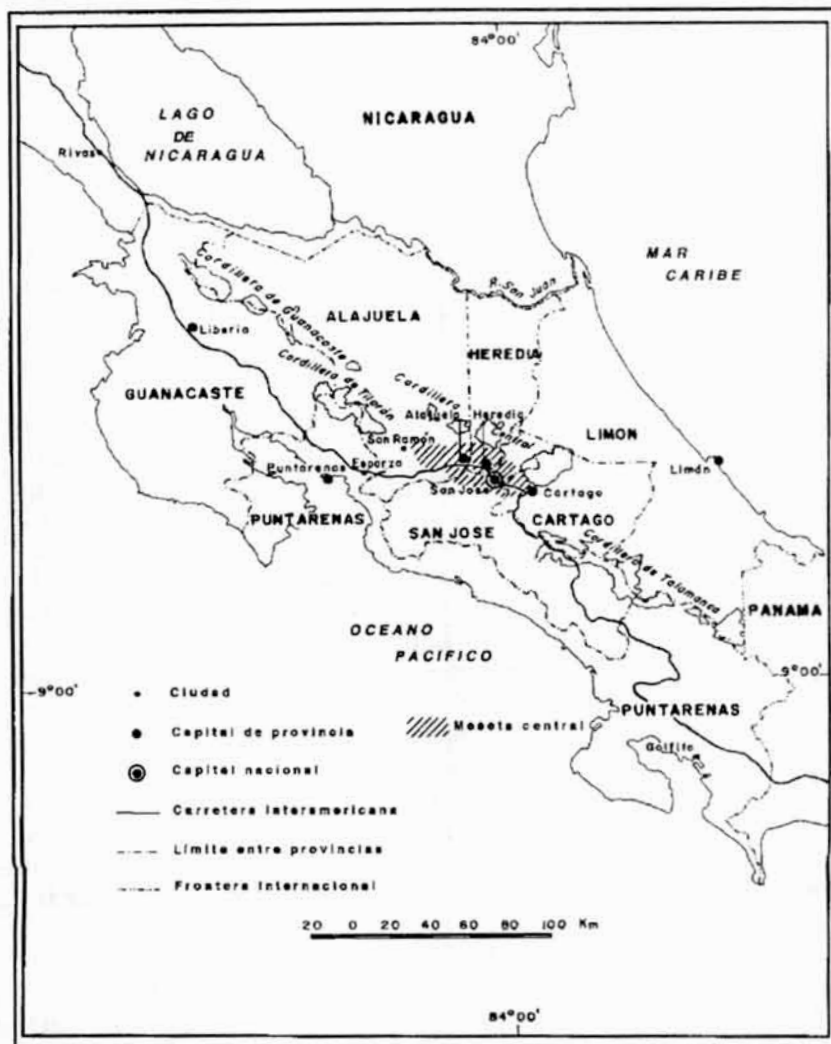 84°00'
LAGO
DE
NICARAGUA
NICARAGUA
Rivas
MAR
CARIBE
R. San Juan
Cordillera de Guanacaste
ALAJUELA
Liberia
HEREDIA
Cordillera de Tilarán
Cordillera
Central
GUANACASTE
Alajuela
Heredia
LIMON
San Ramón
Limón
Puntarenas
Esparza
San José
Cartago
PUNTARENAS
SAN JOSE
CARTAGO
Cordillera de Talamanca
PANAMA
OCEANO
PACIFICO
9°00'
9°00'
PUNTARENAS
Golfito
Ciudad
Capital de provincia
Meseta central
Capital nacional
Carretera Interamericana
Límite entre provincias
Frontera internacional
20 0 20 40 60 80 100 Km
84°00'